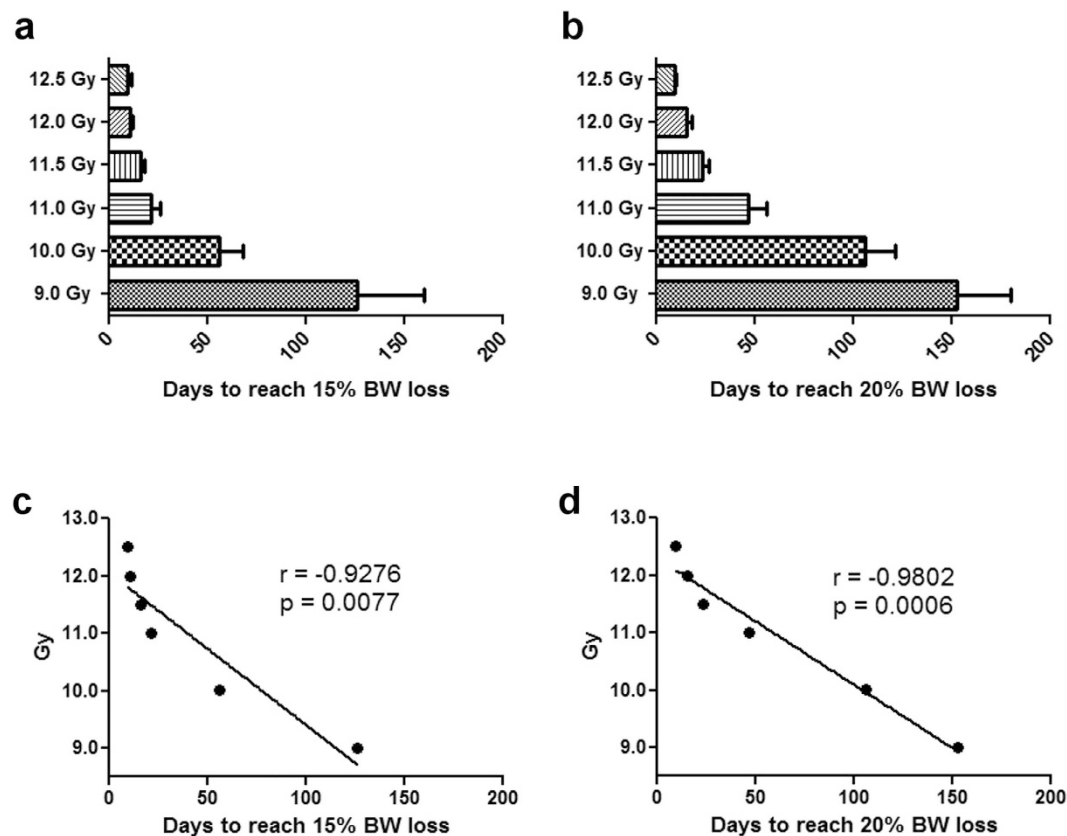 a
12.5 Gy
12.0 Gy
11.5 Gy
11.0 Gy
10.0 Gy
9.0 Gy
0
50
100
150
200
Days to reach 15% BW loss
b
12.5 Gy
12.0 Gy
11.5 Gy
11.0 Gy
10.0 Gy
9.0 Gy
0
50
100
150
200
Days to reach 20% BW loss
c
13.0
12.0
11.0
10.0
9.0
Gy
r = -0.9276
p = 0.0077
0
50
100
150
200
Days to reach 15% BW loss
d
13.0
12.0
11.0
10.0
9.0
Gy
r = -0.9802
p = 0.0006
0
50
100
150
200
Days to reach 20% BW loss